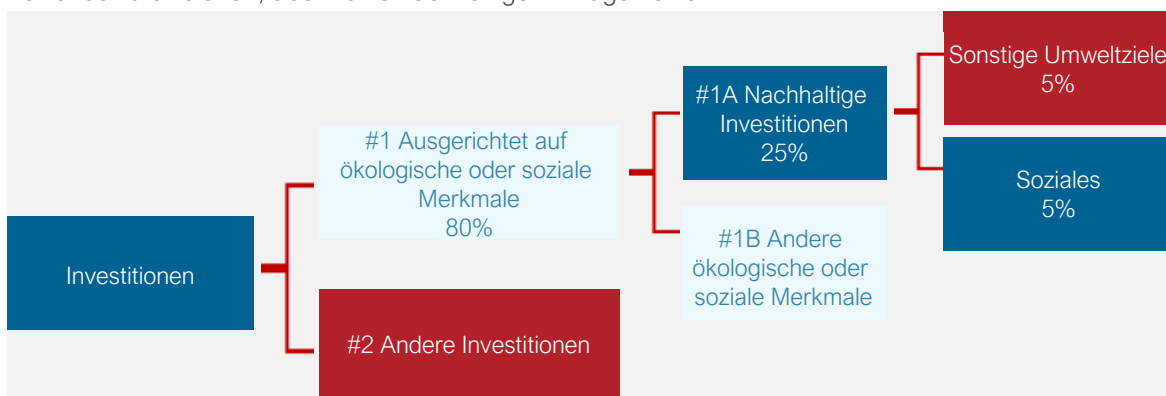 Investitionen
#1 Ausgerichtet auf
ökologische oder soziale
Merkmale
80%
#2 Andere Investitionen
#1A Nachhaltige
Investitionen
25%
#1B Andere
ökologische oder
soziale Merkmale
Sonstige Umweltziele
5%
Soziales
5%